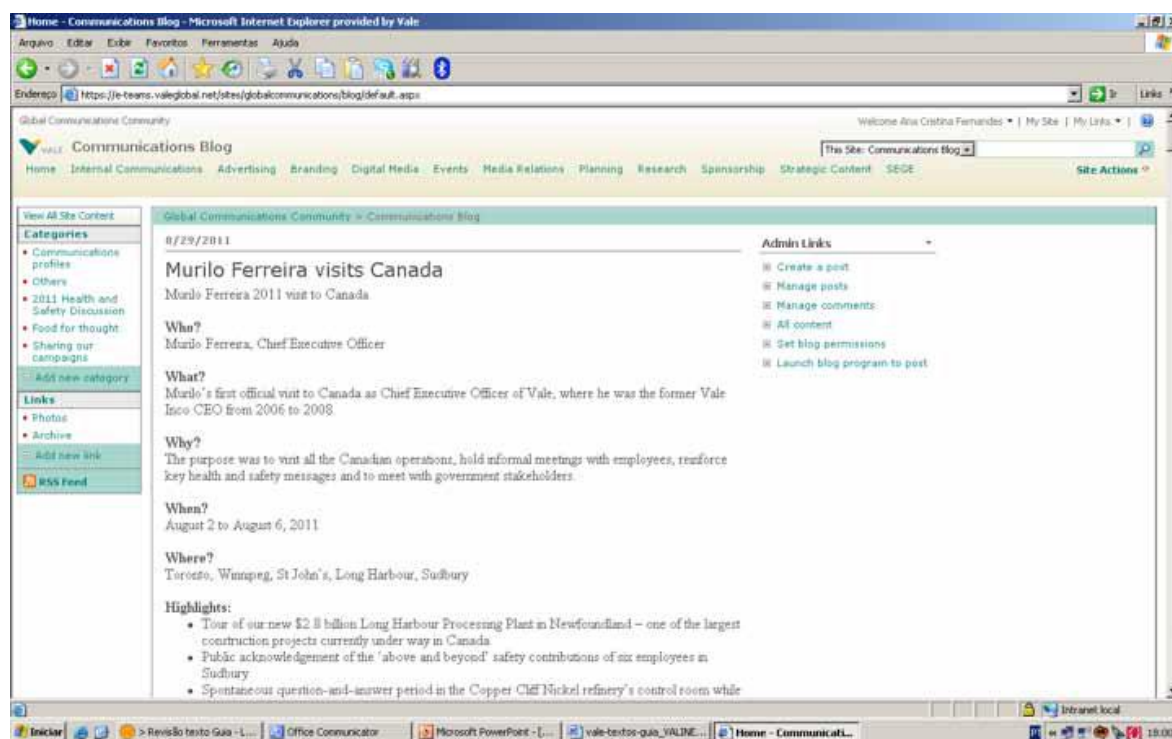 Home - Communications Blog - Microsoft Internet Explorer provided by Vale
Arquivo Editar Exibir Favoritos Ferramentas Ajuda
Endereço https://e-teams.valeglobal.net/sites/globalcommunications/blog/default.aspx Ir Links
Global Communications Community Welcome Ana Cristina Fernandes | My Site | My Links |
VALE Communications Blog This Site: Communications Blog
Home Internal Communications Advertising Branding Digital Media Events Media Relations Planning Research Sponsorship Strategic Content SEGE Site Actions
View All Site Content
Categories
Communications profiles
Others
2011 Health and Safety Discussion
Food for thought
Sharing our campaigns
Add new category
Links
Photos
Archive
Add new link
RSS Feed
Global Communications Community > Communications Blog
8/29/2011
Murilo Ferreira visits Canada
Murilo Ferreira 2011 visit to Canada
Who?
Murilo Ferreira, Chief Executive Officer
What?
Murilo's first official visit to Canada as Chief Executive Officer of Vale, where he was the former Vale
Inco CEO from 2006 to 2008.
Why?
The purpose was to visit all the Canadian operations, hold informal meetings with employees, reinforce
key health and safety messages and to meet with government stakeholders.
When?
August 2 to August 6, 2011
Where?
Toronto, Winnipeg, St John's, Long Harbour, Sudbury
Highlights:
• Tour of our new $2.8 billion Long Harbour Processing Plant in Newfoundland – one of the largest
construction projects currently under way in Canada
• Public acknowledgement of the 'above and beyond' safety contributions of six employees in
Sudbury
• Spontaneous question-and-answer period in the Copper Cliff Nickel refinery's control room while
Admin Links
Create a post
Manage posts
Manage comments
All content
Set blog permissions
Launch blog program to post
Intranet local
Iniciar > Revisão texto Guia - L... Office Communicator Microsoft PowerPoint - [... vale-textos-guia_VALINE... Home - Communicati...